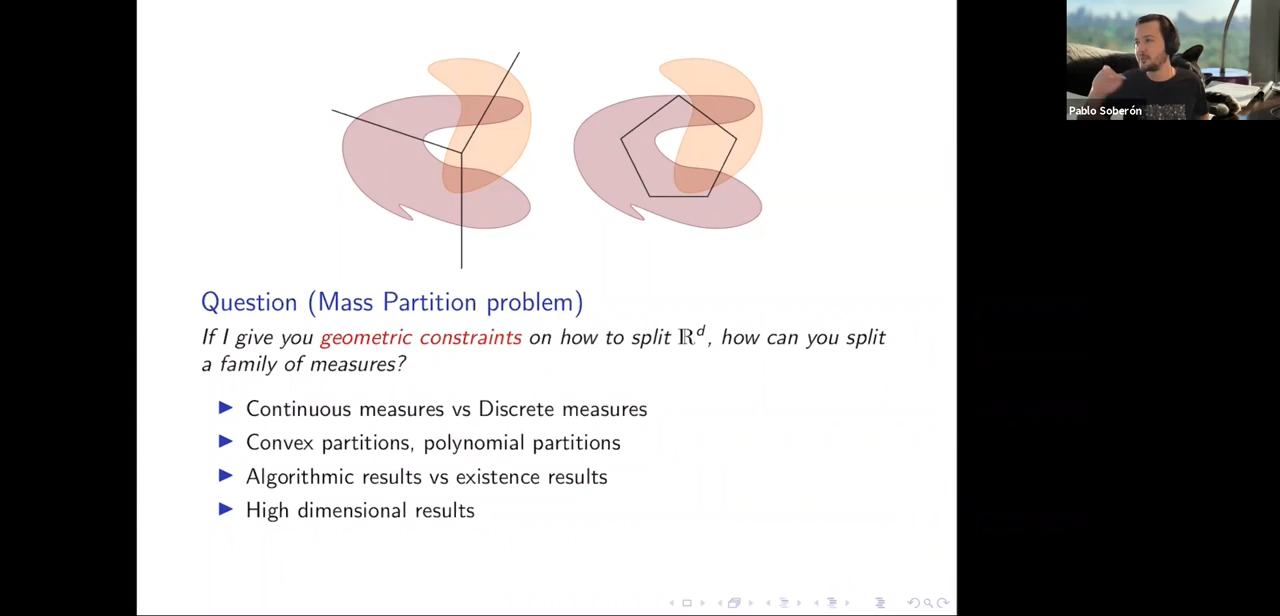 Pablo Soberón
Question (Mass Partition problem)
If I give you geometric constraints on how to split ℝᵈ, how can you split
a family of measures?
▶ Continuous measures vs Discrete measures
▶ Convex partitions, polynomial partitions
▶ Algorithmic results vs existence results
▶ High dimensional results